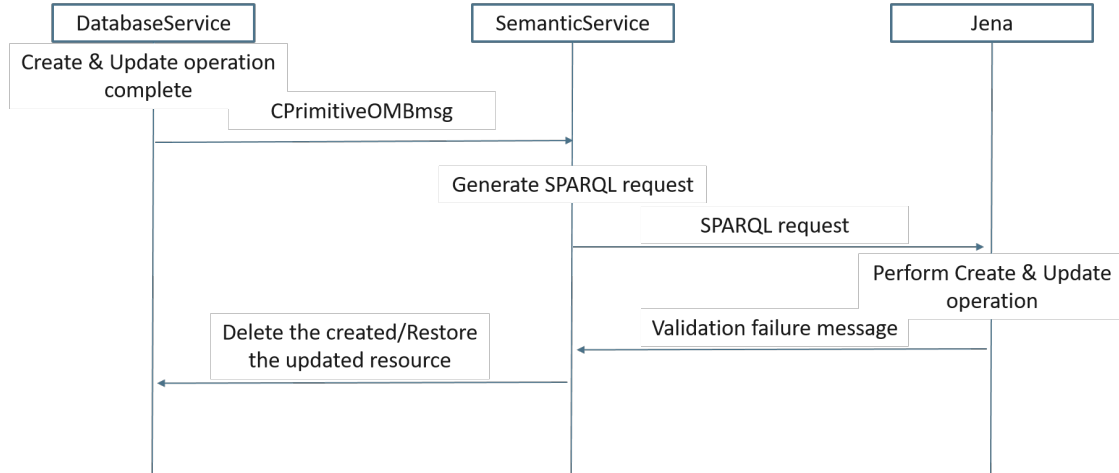 DatabaseService
SemanticService
Jena
Create & Update operation
complete
CPrimitiveOMBmsg
Generate SPARQL request
SPARQL request
Perform Create & Update
operation
Validation failure message
Delete the created/Restore
the updated resource